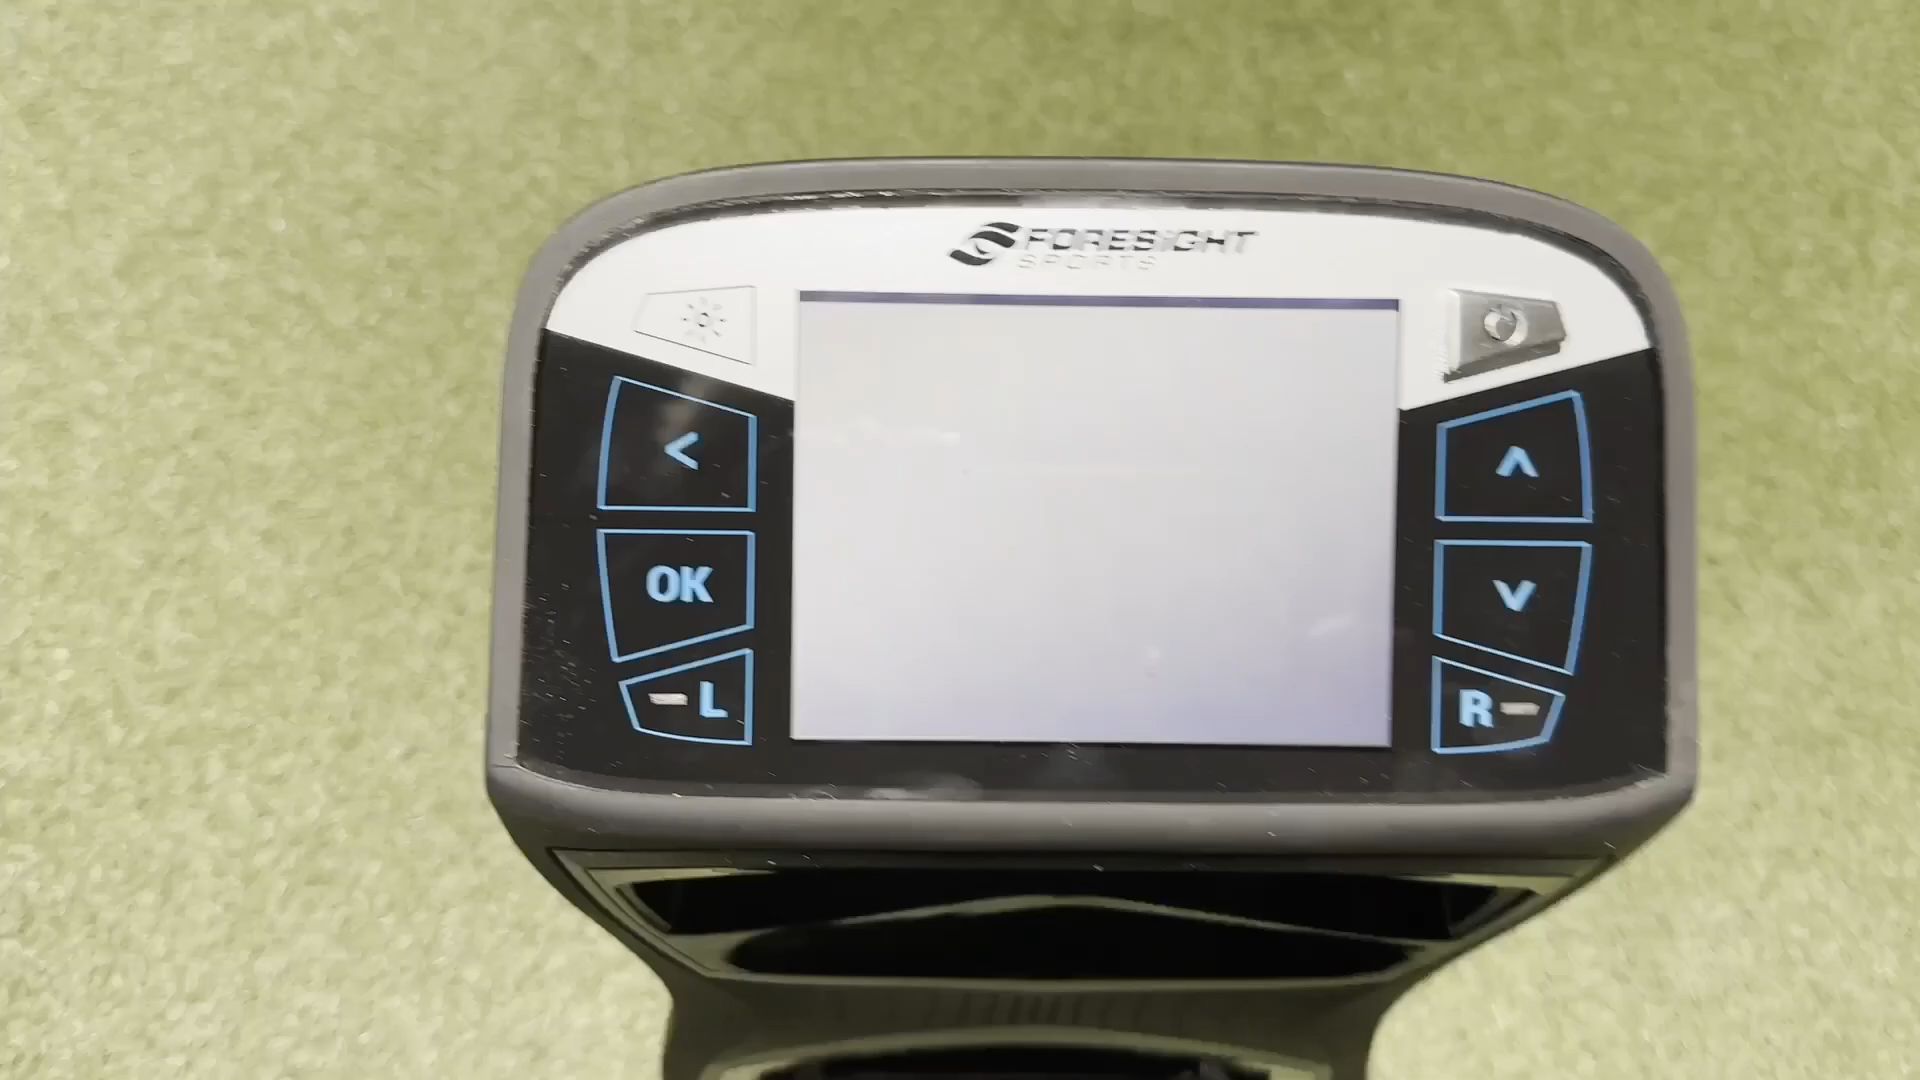 FORESIGHT
SPORTS
<
OK
- L
^
v
R -